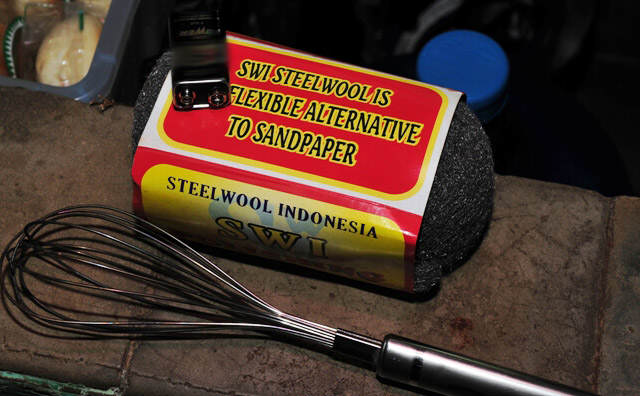 SWI STEELWOOL IS
FLEXIBLE ALTERNATIVE
TO SANDPAPER
STEELWOOL INDONESIA
SWI